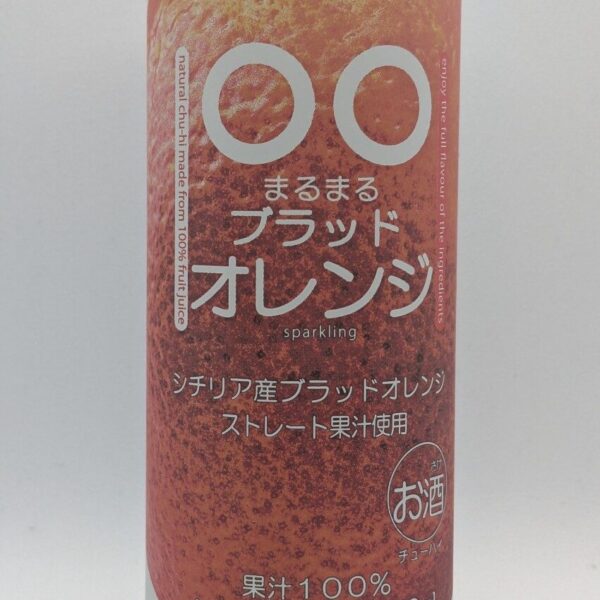 〇〇
まるまる
ブラッド
オレンジ
sparkling
natural chu-hi made from 100% fruit juice
enjoy the full flavour of the ingredients
シチリア産ブラッドオレンジ
ストレート果汁使用
さけ
お酒
チューハイ
果汁100%